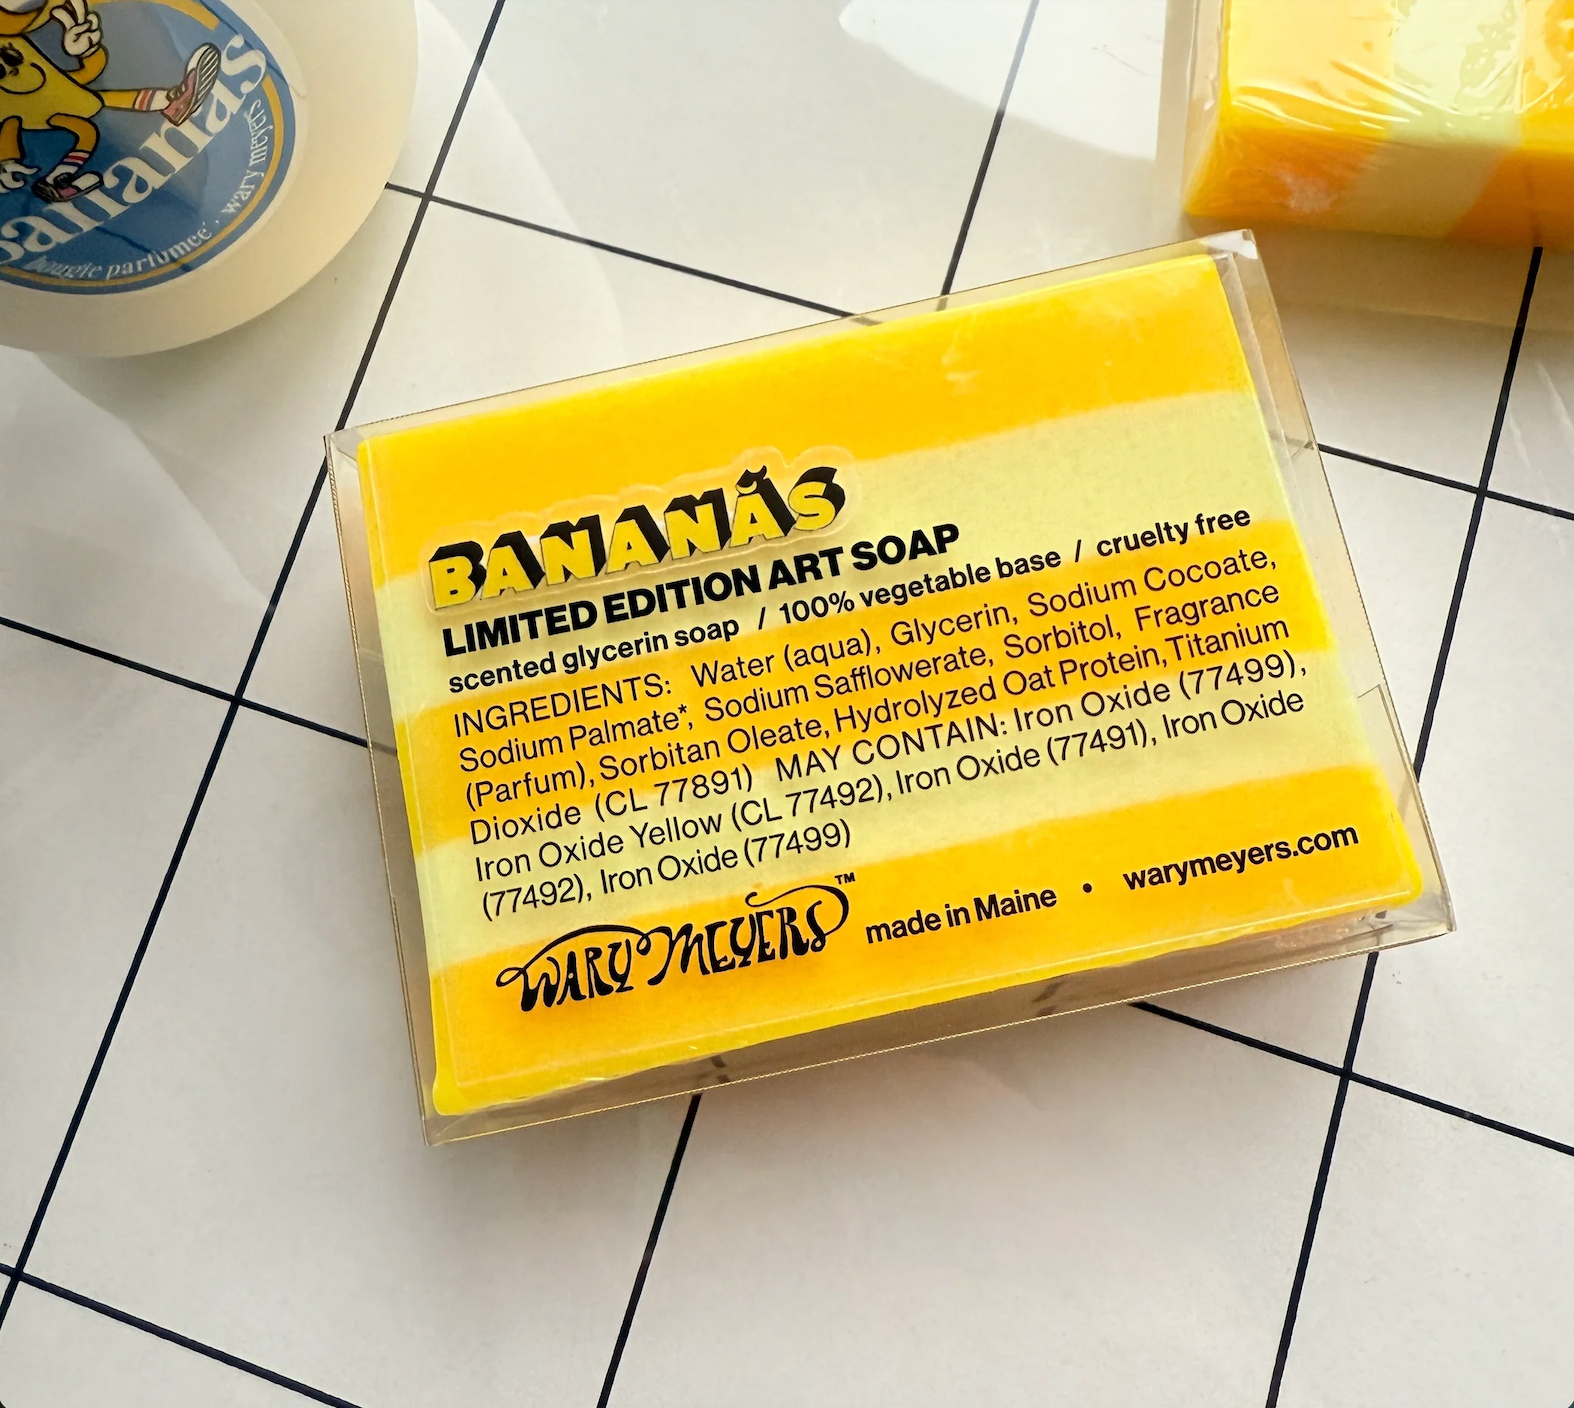 bananas
bougie parfumée · wary meyers
BANANĂS
LIMITED EDITION ART SOAP
scented glycerin soap / 100% vegetable base / cruelty free
INGREDIENTS: Water (aqua), Glycerin, Sodium Cocoate,
Sodium Palmate*, Sodium Safflowerate, Sorbitol, Fragrance
(Parfum), Sorbitan Oleate, Hydrolyzed Oat Protein, Titanium
Dioxide (CL 77891) MAY CONTAIN: Iron Oxide (77499),
Iron Oxide Yellow (CL 77492), Iron Oxide (77491), Iron Oxide
(77492), Iron Oxide (77499)
WARY MEYERS™ made in Maine • warymeyers.com